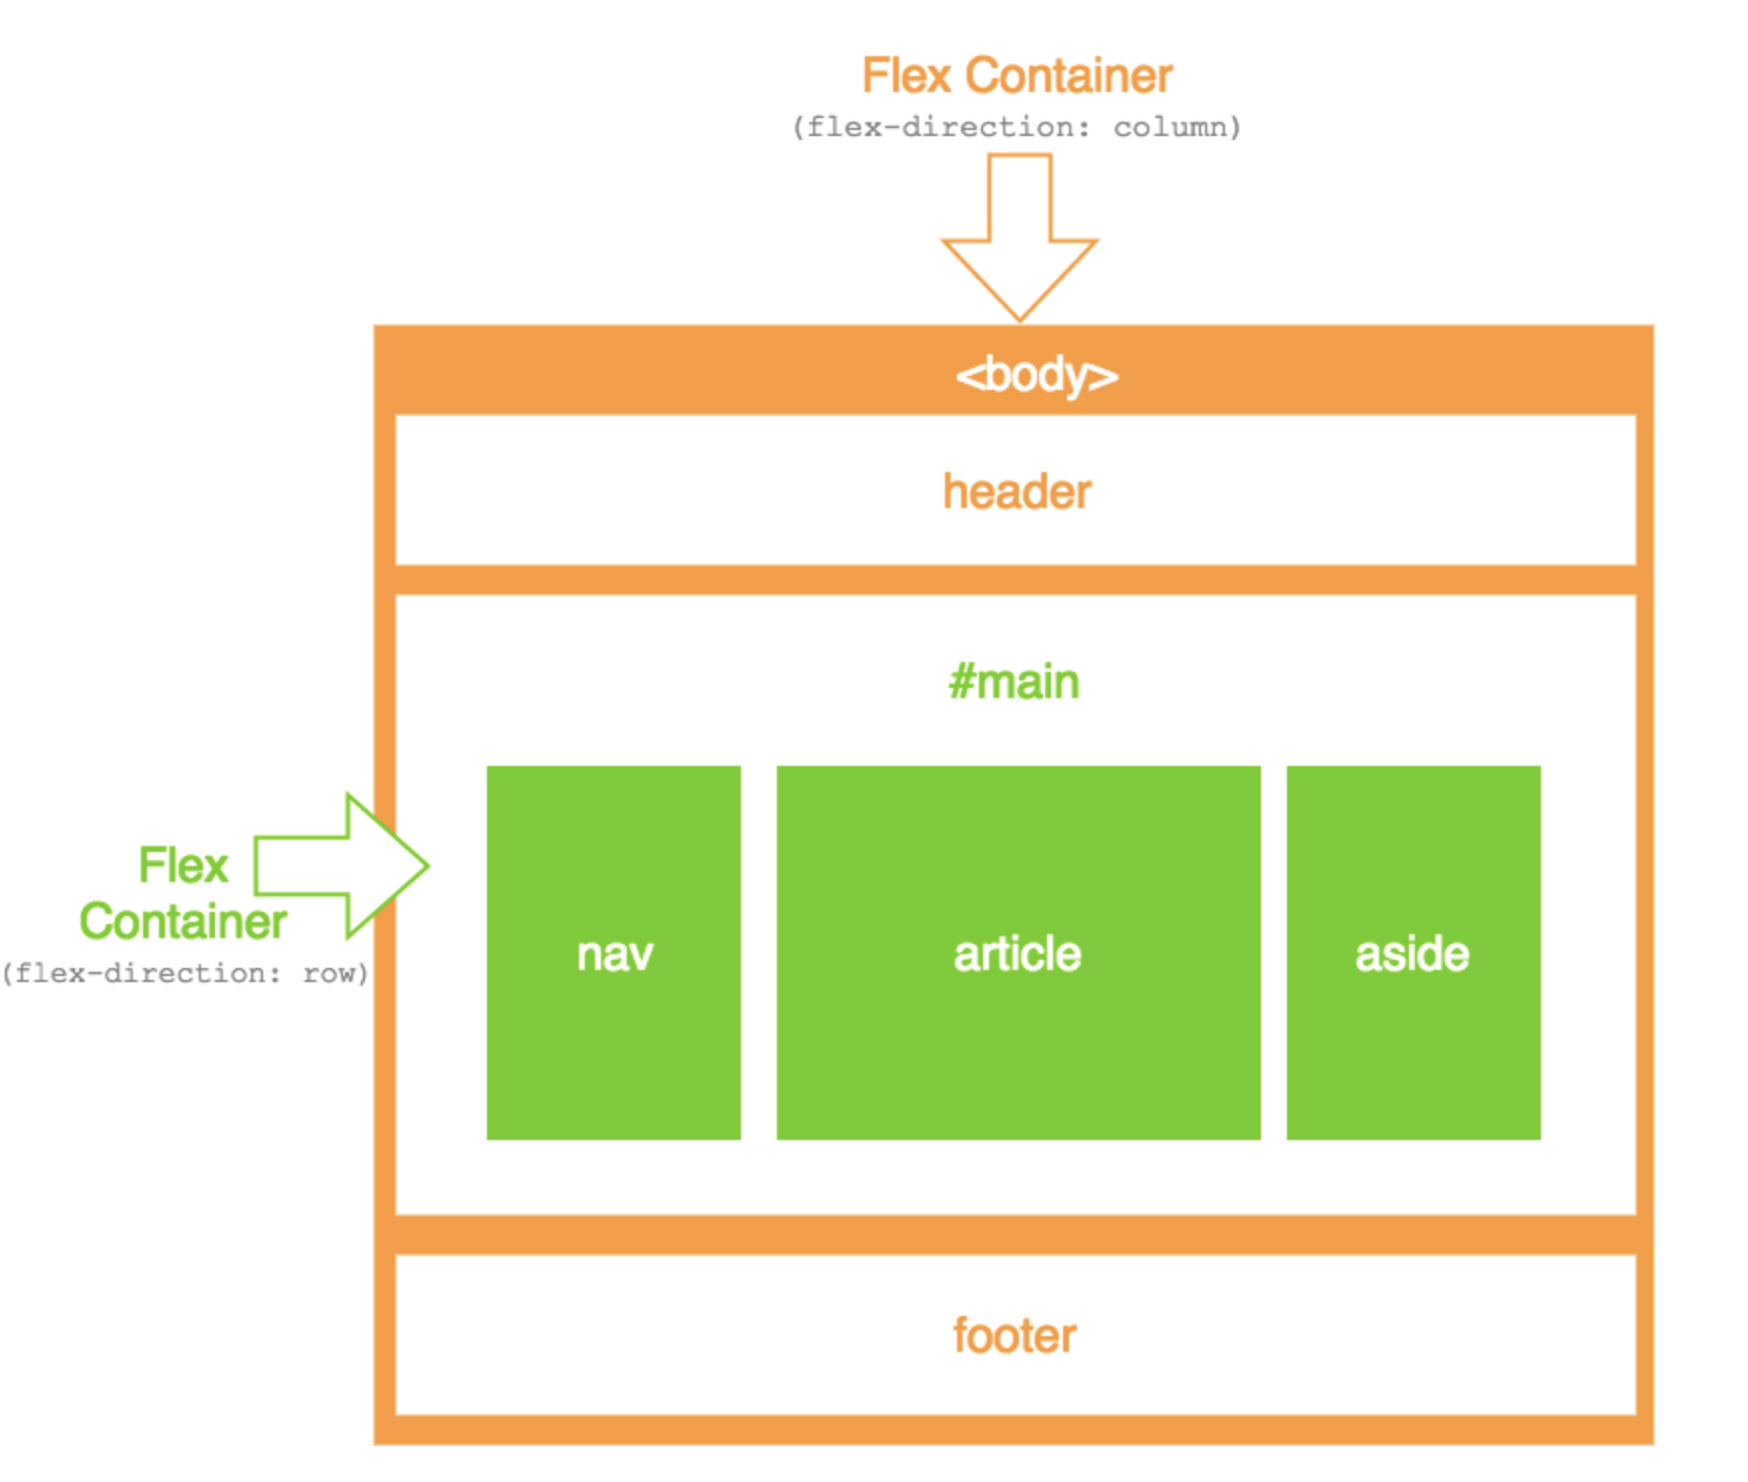 Flex Container
(flex-direction: column)
<body>
header
#main
Flex
Container
(flex-direction: row)
nav
article
aside
footer